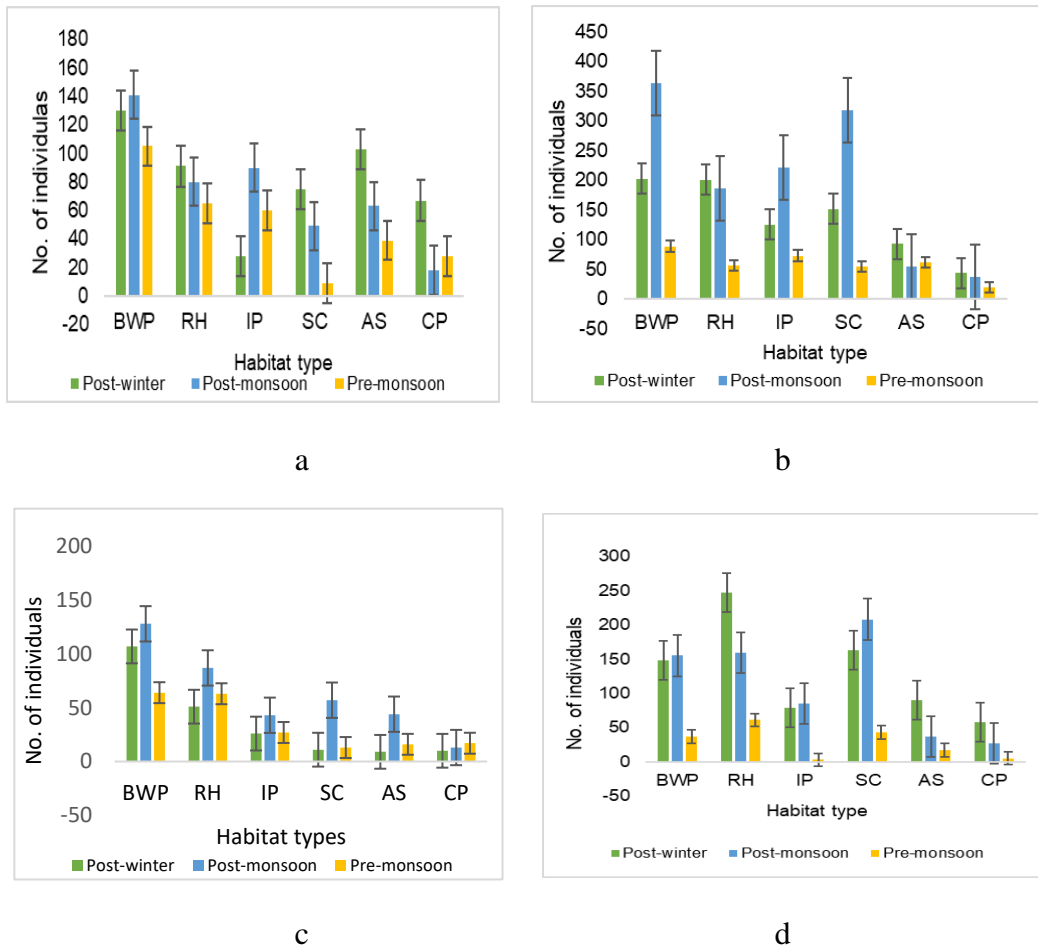 180
160
140
120
100
80
60
40
20
0
-20
No. of individulas
BWP RH IP SC AS CP
Habitat type
Post-winter Post-monsoon Pre-monsoon
a
450
400
350
300
250
200
150
100
50
0
-50
No. of individuals
BWP RH IP SC AS CP
Habitat type
Post-winter Post-monsoon Pre-monsoon
b
200
150
100
50
0
-50
No. of individuals
BWP RH IP SC AS CP
Habitat types
Post-winter Post-monsoon Pre-monsoon
c
300
250
200
150
100
50
0
-50
No. of individuals
BWP RH IP SC AS CP
Habitat type
Post-winter Post-monsoon Pre-monsoon
d